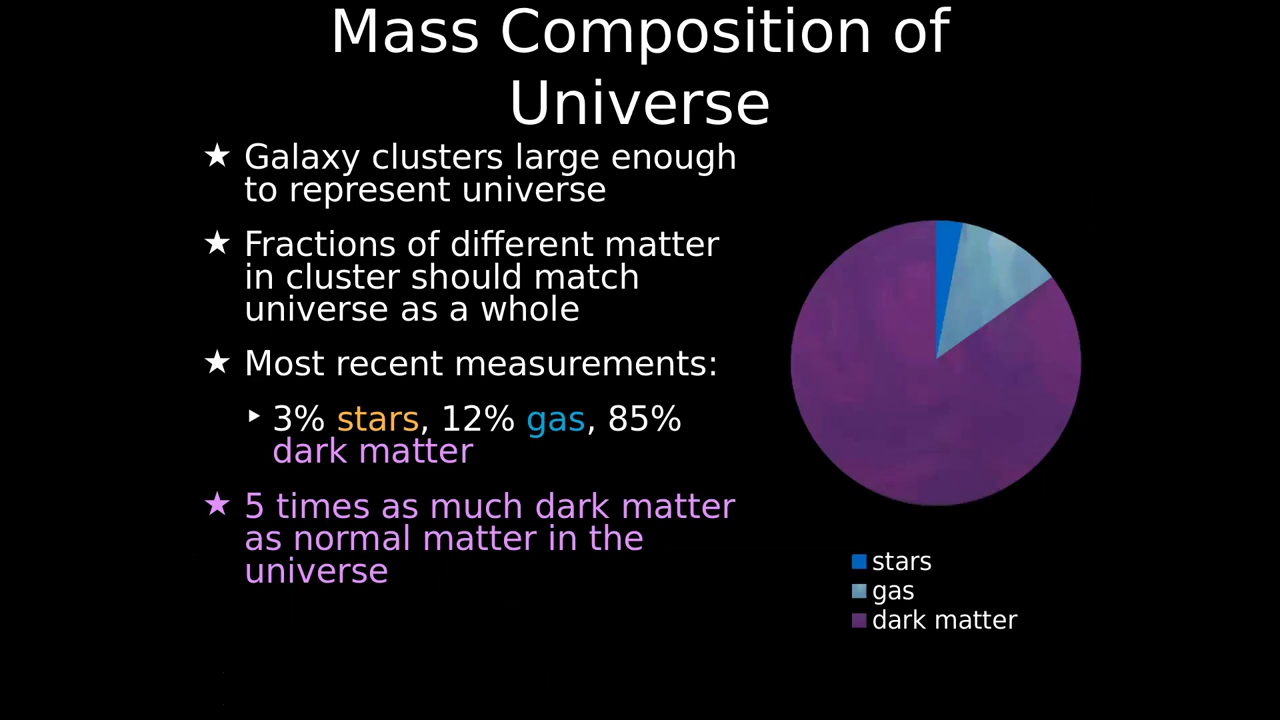 Mass Composition of
Universe
★ Galaxy clusters large enough
to represent universe
★ Fractions of different matter
in cluster should match
universe as a whole
★ Most recent measurements:
‣ 3% stars, 12% gas, 85%
dark matter
★ 5 times as much dark matter
as normal matter in the
universe
stars
gas
dark matter